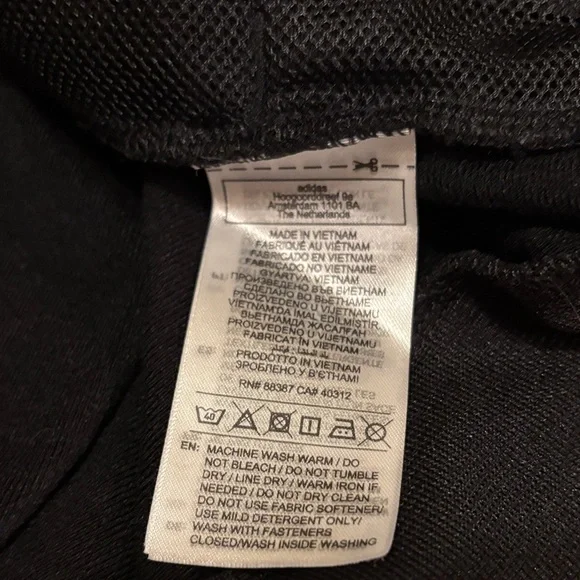 adidas
Hoogoorddreef 9a
Amsterdam 1101 BA
The Netherlands
MADE IN VIETNAM
FABRIQUÉ AU VIÊTNAM
FABRICADO EN VIETNAM
FABRICADO NO VIETNAME
GYÁRTVA: VIETNAM
ПРОИЗВЕДЕНО ВЪВ ВИЕТНАМ
СДЕЛАНО ВО ВЬЕТНАМЕ
PROIZVEDENO U VIJETNAMU
VIETNAM'DA İMAL EDİLMİŞTİR.
ВЬЕТНАМДА ЖАСАЛҒАН
PROIZVEDENO U VIJETNAMU
FABRICAT ÎN VIETNAM
PRODOTTO IN VIETNAM
ЗРОБЛЕНО У В'ЄТНАМІ
RN# 88387 CA# 40312
40
EN: MACHINE WASH WARM / DO
NOT BLEACH / DO NOT TUMBLE
DRY / LINE DRY / WARM IRON IF
NEEDED / DO NOT DRY CLEAN
DO NOT USE FABRIC SOFTENER/
USE MILD DETERGENT ONLY/
WASH WITH FASTENERS
CLOSED/WASH INSIDE WASHING